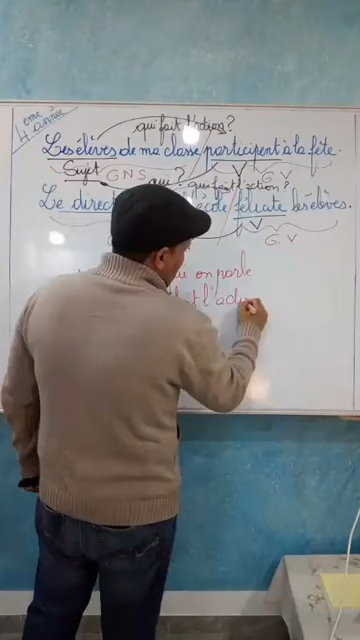 4ème année
qui fait l'action?
Les élèves de ma classe participent à la fête.
Sujet V G V
GNS qui? qui fait l'action?
Le direct l'école félicite les élèves.
V
G.V
on parle